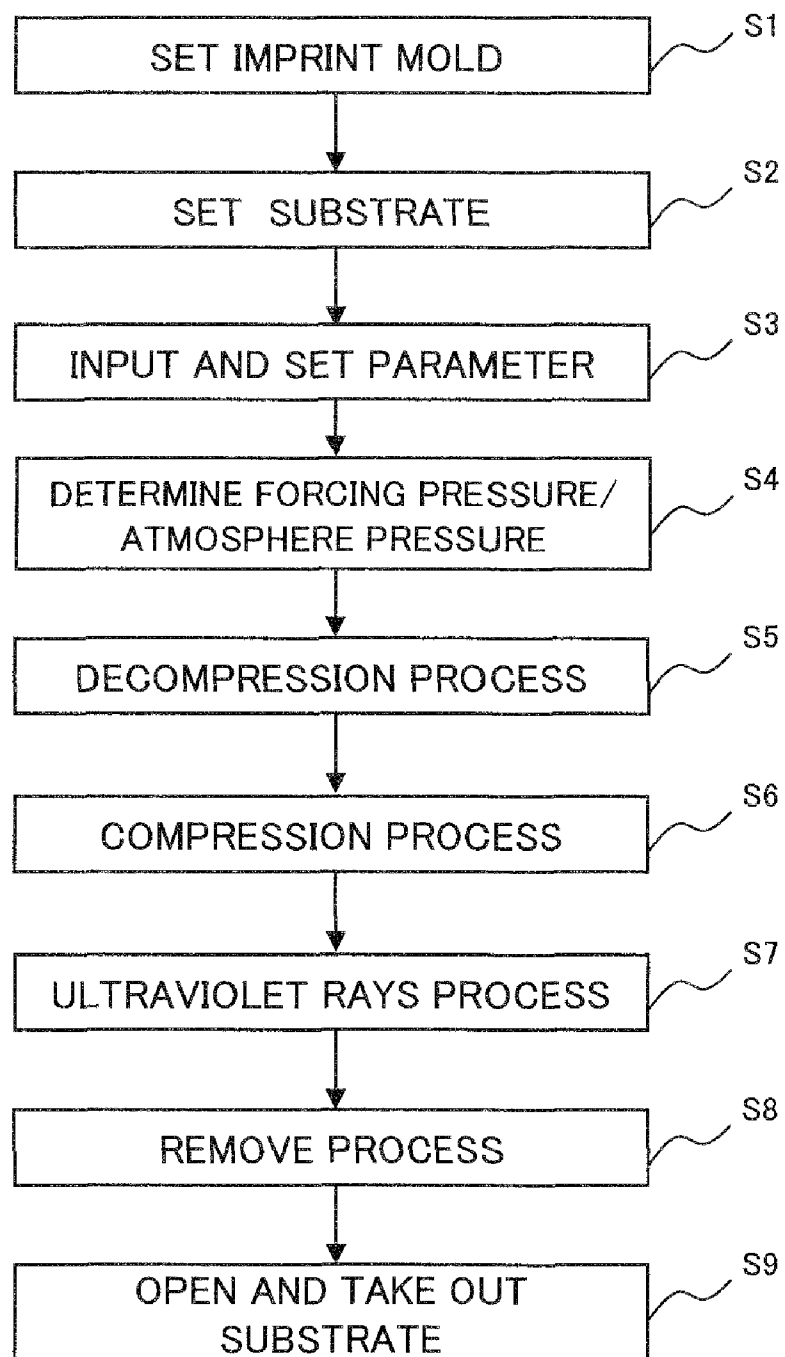 S1
SET IMPRINT MOLD
S2
SET SUBSTRATE
S3
INPUT AND SET PARAMETER
S4
DETERMINE FORCING PRESSURE/
ATMOSPHERE PRESSURE
S5
DECOMPRESSION PROCESS
S6
COMPRESSION PROCESS
S7
ULTRAVIOLET RAYS PROCESS
S8
REMOVE PROCESS
S9
OPEN AND TAKE OUT
SUBSTRATE